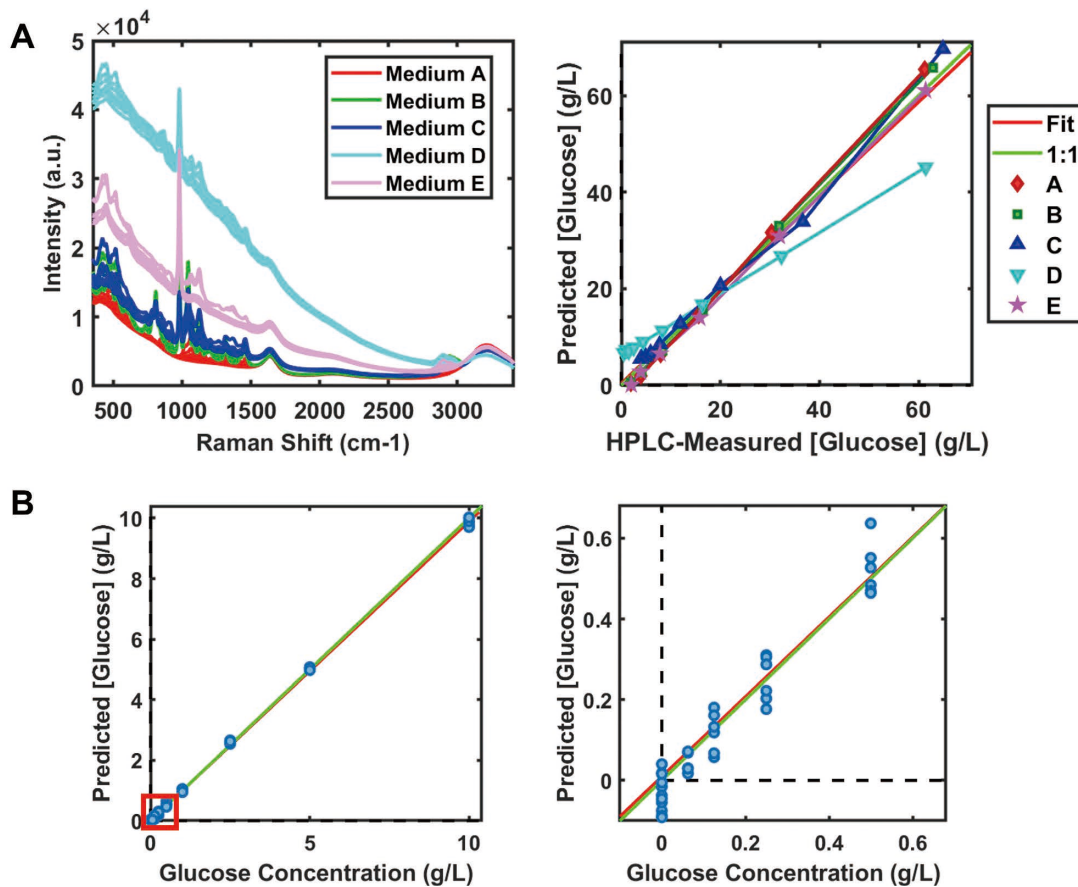 A
×10⁴
5
4
3
2
1
0
Intensity (a.u.)
500 1000 1500 2000 2500 3000
Raman Shift (cm-1)
Medium A
Medium B
Medium C
Medium D
Medium E
60
40
20
0
Predicted [Glucose] (g/L)
0 20 40 60
HPLC-Measured [Glucose] (g/L)
Fit
1:1
A
B
C
D
E
B
10
8
6
4
2
0
Predicted [Glucose] (g/L)
0 5 10
Glucose Concentration (g/L)
0.6
0.4
0.2
0
Predicted [Glucose] (g/L)
0 0.2 0.4 0.6
Glucose Concentration (g/L)